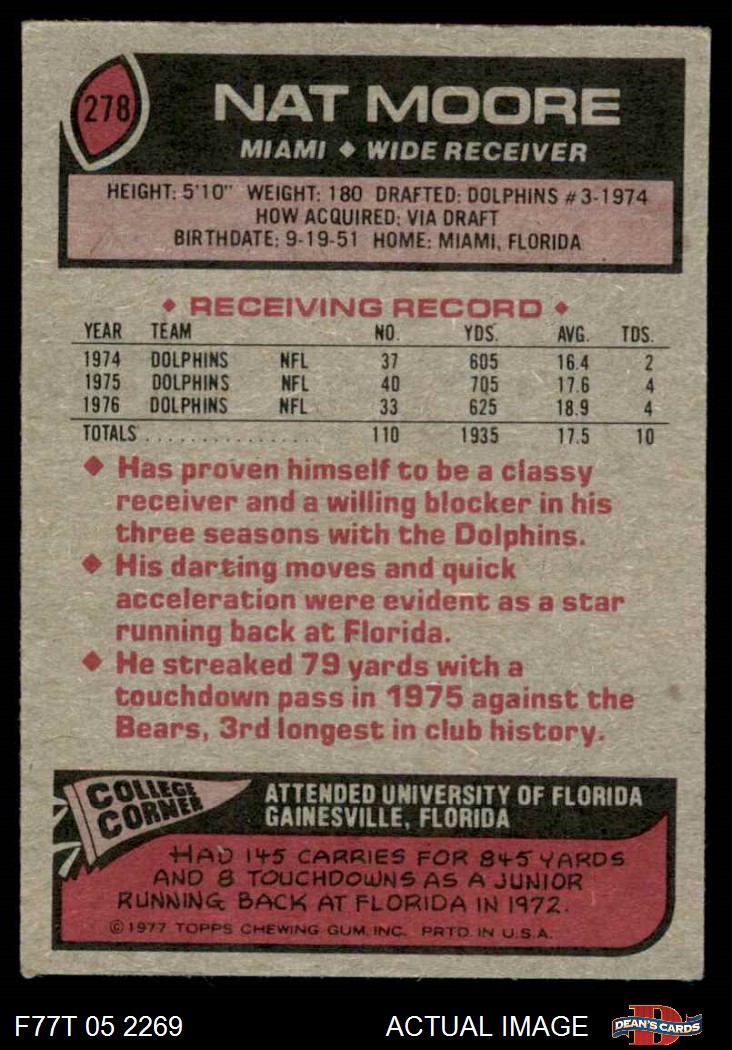 278
NAT MOORE
MIAMI ◆ WIDE RECEIVER
HEIGHT: 5'10" WEIGHT: 180 DRAFTED: DOLPHINS #3-1974
HOW ACQUIRED: VIA DRAFT
BIRTHDATE: 9-19-51 HOME: MIAMI, FLORIDA
◆ RECEIVING RECORD ◆
YEAR TEAM NO. YDS. AVG. TDS.
1974 DOLPHINS NFL 37 605 16.4 2
1975 DOLPHINS NFL 40 705 17.6 4
1976 DOLPHINS NFL 33 625 18.9 4
TOTALS . . . . . . . . . . . . . . . . . 110 1935 17.5 10
◆ Has proven himself to be a classy
receiver and a willing blocker in his
three seasons with the Dolphins.
◆ His darting moves and quick
acceleration were evident as a star
running back at Florida.
◆ He streaked 79 yards with a
touchdown pass in 1975 against the
Bears, 3rd longest in club history.
COLLEGE
CORNER
ATTENDED UNIVERSITY OF FLORIDA
GAINESVILLE, FLORIDA
HAD 145 CARRIES FOR 845 YARDS
AND 8 TOUCHDOWNS AS A JUNIOR
RUNNING BACK AT FLORIDA IN 1972.
©1977 TOPPS CHEWING GUM, INC. PRTD. IN U.S.A.
F77T 05 2269 ACTUAL IMAGE D DEAN'S CARDS